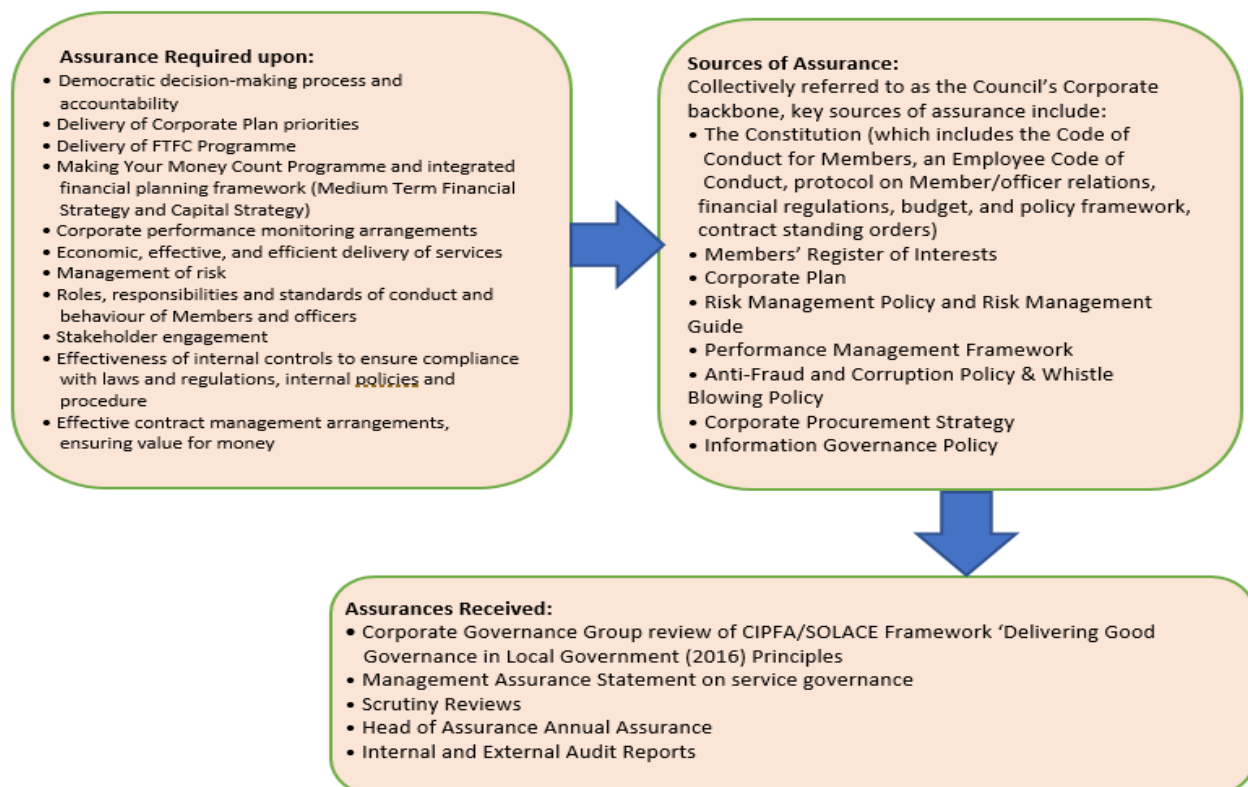 Assurance Required upon:
• Democratic decision-making process and
accountability
• Delivery of Corporate Plan priorities
• Delivery of FTFC Programme
• Making Your Money Count Programme and integrated
financial planning framework (Medium Term Financial
Strategy and Capital Strategy)
• Corporate performance monitoring arrangements
• Economic, effective, and efficient delivery of services
• Management of risk
• Roles, responsibilities and standards of conduct and
behaviour of Members and officers
• Stakeholder engagement
• Effectiveness of internal controls to ensure compliance
with laws and regulations, internal policies and
procedure
• Effective contract management arrangements,
ensuring value for money
Sources of Assurance:
Collectively referred to as the Council’s Corporate
backbone, key sources of assurance include:
• The Constitution (which includes the Code of
Conduct for Members, an Employee Code of
Conduct, protocol on Member/officer relations,
financial regulations, budget, and policy framework,
contract standing orders)
• Members’ Register of Interests
• Corporate Plan
• Risk Management Policy and Risk Management
Guide
• Performance Management Framework
• Anti-Fraud and Corruption Policy & Whistle
Blowing Policy
• Corporate Procurement Strategy
• Information Governance Policy
Assurances Received:
• Corporate Governance Group review of CIPFA/SOLACE Framework ‘Delivering Good
Governance in Local Government (2016) Principles
• Management Assurance Statement on service governance
• Scrutiny Reviews
• Head of Assurance Annual Assurance
• Internal and External Audit Reports